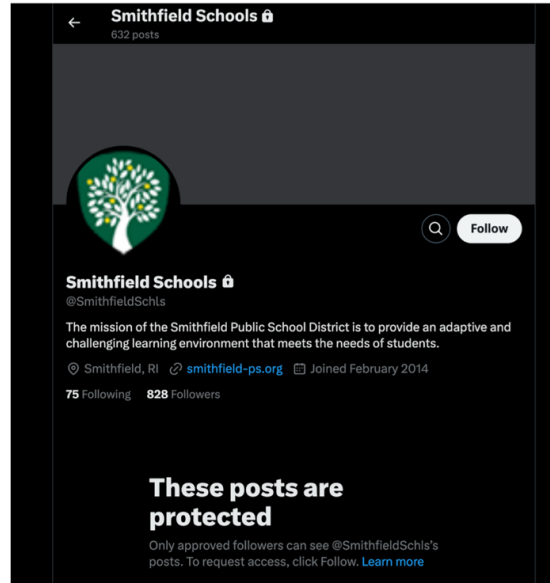 Smithfield Schools
632 posts
Follow
Smithfield Schools
@SmithfieldSchls
The mission of the Smithfield Public School District is to provide an adaptive and
challenging learning environment that meets the needs of students.
Smithfield, RI smithfield-ps.org Joined February 2014
75 Following 828 Followers
These posts are
protected
Only approved followers can see @SmithfieldSchls's
posts. To request access, click Follow. Learn more